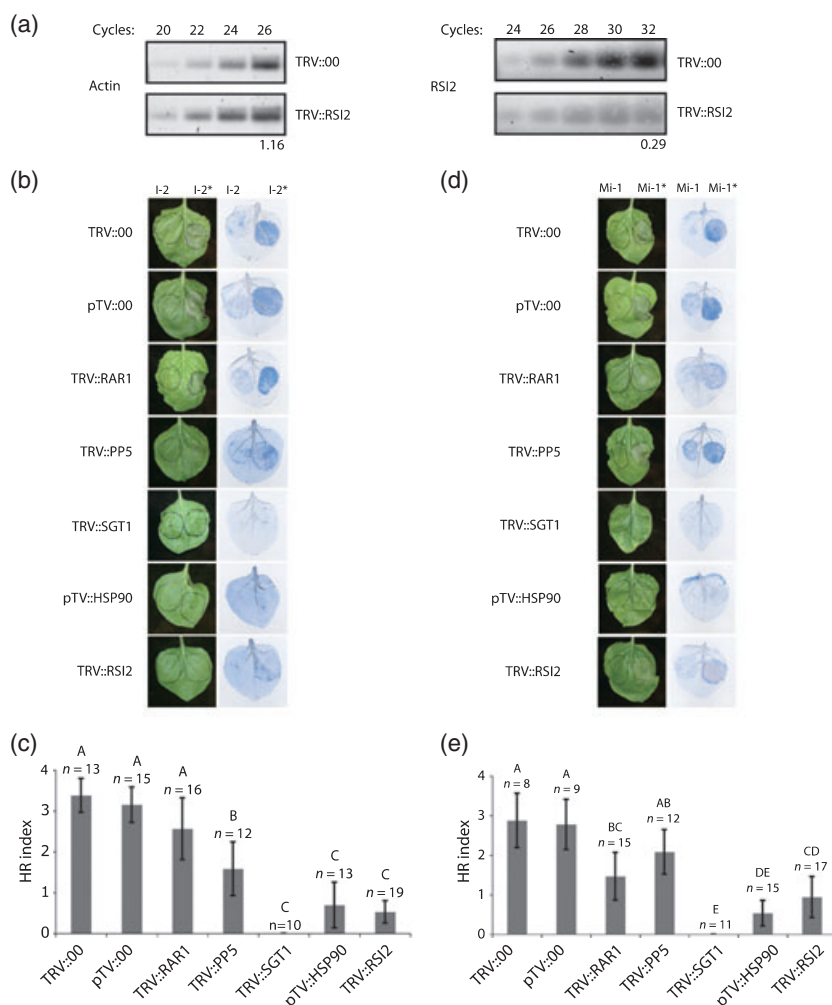 (a)
Cycles: 20 22 24 26
Actin
TRV::00
TRV::RSI2
1.16
Cycles: 24 26 28 30 32
RSI2
TRV::00
TRV::RSI2
0.29
(b)
I-2 I-2* I-2 I-2*
TRV::00
pTV::00
TRV::RAR1
TRV::PP5
TRV::SGT1
pTV::HSP90
TRV::RSI2
(d)
Mi-1 Mi-1* Mi-1 Mi-1*
TRV::00
pTV::00
TRV::RAR1
TRV::PP5
TRV::SGT1
pTV::HSP90
TRV::RSI2
(c)
HR index
4
3
2
1
0
A
n = 13
A
n = 15
A
n = 16
B
n = 12
C
n=10
C
n = 13
C
n = 19
TRV::00
pTV::00
TRV::RAR1
TRV::PP5
TRV::SGT1
pTV::HSP90
TRV::RSI2
(e)
HR index
4
3
2
1
0
A
n = 8
A
n = 9
BC
n = 15
AB
n = 12
E
n = 11
DE
n = 15
CD
n = 17
TRV::00
pTV::00
TRV::RAR1
TRV::PP5
TRV::SGT1
pTV::HSP90
TRV::RSI2